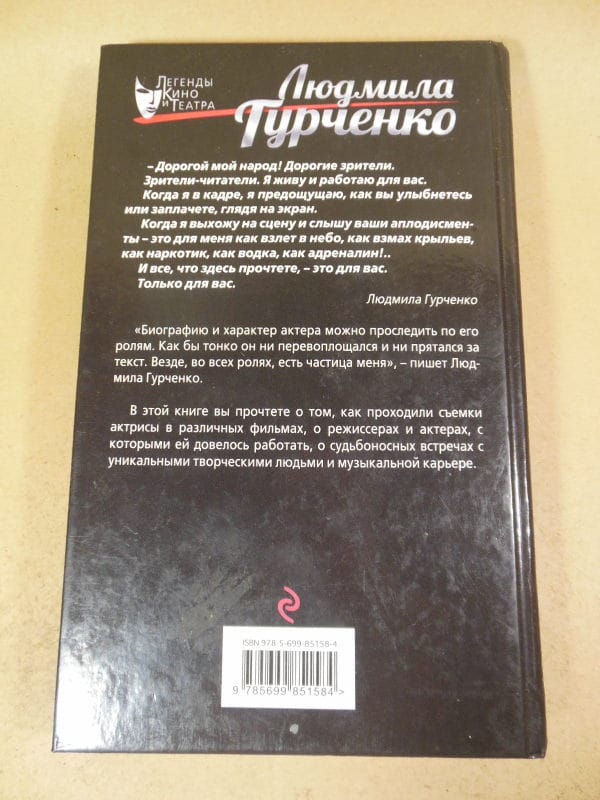 Легенды
Кино
и Театра
Людмила
Гурченко
– Дорогой мой народ! Дорогие зрители.
Зрители-читатели. Я живу и работаю для вас.
Когда я в кадре, я предощущаю, как вы улыбнетесь
или заплачете, глядя на экран.
Когда я выхожу на сцену и слышу ваши аплодисмен-
ты – это для меня как взлет в небо, как взмах крыльев,
как наркотик, как водка, как адреналин!..
И все, что здесь прочтете, – это для вас.
Только для вас.
Людмила Гурченко
«Биографию и характер актера можно проследить по его
ролям. Как бы тонко он ни перевоплощался и ни прятался за
текст. Везде, во всех ролях, есть частица меня», – пишет Люд-
мила Гурченко.
В этой книге вы прочтете о том, как проходили съемки
актрисы в различных фильмах, о режиссерах и актерах, с
которыми ей довелось работать, о судьбоносных встречах с
уникальными творческими людьми и музыкальной карьере.
ISBN 978-5-699-85158-4
9 785699 851584 >